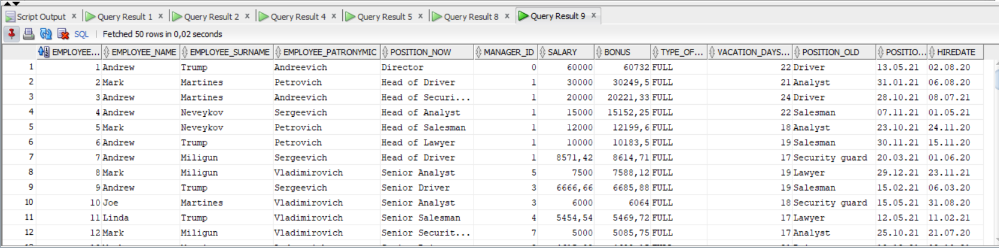 Script Output x Query Result 1 x Query Result 2 x Query Result 4 x Query Result 5 x Query Result 8 x Query Result 9 x
SQL | Fetched 50 rows in 0,02 seconds
EMPLOYEE... EMPLOYEE_NAME EMPLOYEE_SURNAME EMPLOYEE_PATRONYMIC POSITION_NOW MANAGER_ID SALARY BONUS TYPE_OF... VACATION_DAYS... POSITION_OLD POSITIO... HIREDATE
1 1 Andrew Trump Andreevich Director 0 60000 60732 FULL 22 Driver 13.05.21 02.08.20
2 2 Mark Martines Petrovich Head of Driver 1 30000 30249,5 FULL 21 Analyst 31.01.21 06.08.20
3 3 Andrew Martines Andreevich Head of Securi... 1 20000 20221,33 FULL 24 Driver 28.10.21 08.07.21
4 4 Andrew Neveykov Sergeevich Head of Analyst 1 15000 15152,25 FULL 22 Salesman 07.11.21 01.05.21
5 5 Mark Neveykov Petrovich Head of Salesman 1 12000 12199,6 FULL 18 Analyst 23.10.21 24.11.20
6 6 Andrew Trump Petrovich Head of Lawyer 1 10000 10183,5 FULL 19 Salesman 30.11.21 15.11.20
7 7 Andrew Miligun Sergeevich Head of Driver 1 8571,42 8614,71 FULL 17 Security guard 20.03.21 01.06.20
8 8 Mark Miligun Vladimirovich Senior Analyst 5 7500 7588,12 FULL 19 Lawyer 29.12.21 23.11.21
9 9 Andrew Trump Sergeevich Senior Driver 3 6666,66 6685,88 FULL 19 Salesman 15.02.21 06.03.20
10 10 Joe Martines Vladimirovich Senior Analyst 3 6000 6064 FULL 18 Security guard 15.05.21 31.08.20
11 11 Linda Trump Vladimirovich Senior Salesman 4 5454,54 5469,72 FULL 17 Lawyer 12.05.21 11.02.21
12 12 Mark Miligun Vladimirovich Senior Securit... 7 5000 5085,75 FULL 17 Analyst 25.10.21 21.07.20